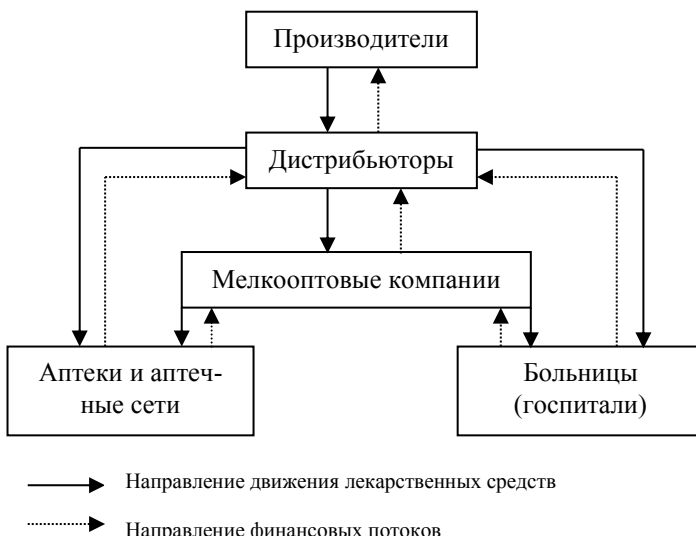 Производители
Дистрибьюторы
Мелкооптовые компании
Аптеки и аптеч-
ные сети
Больницы
(госпитали)
Направление движения лекарственных средств
Направление финансовых потоков